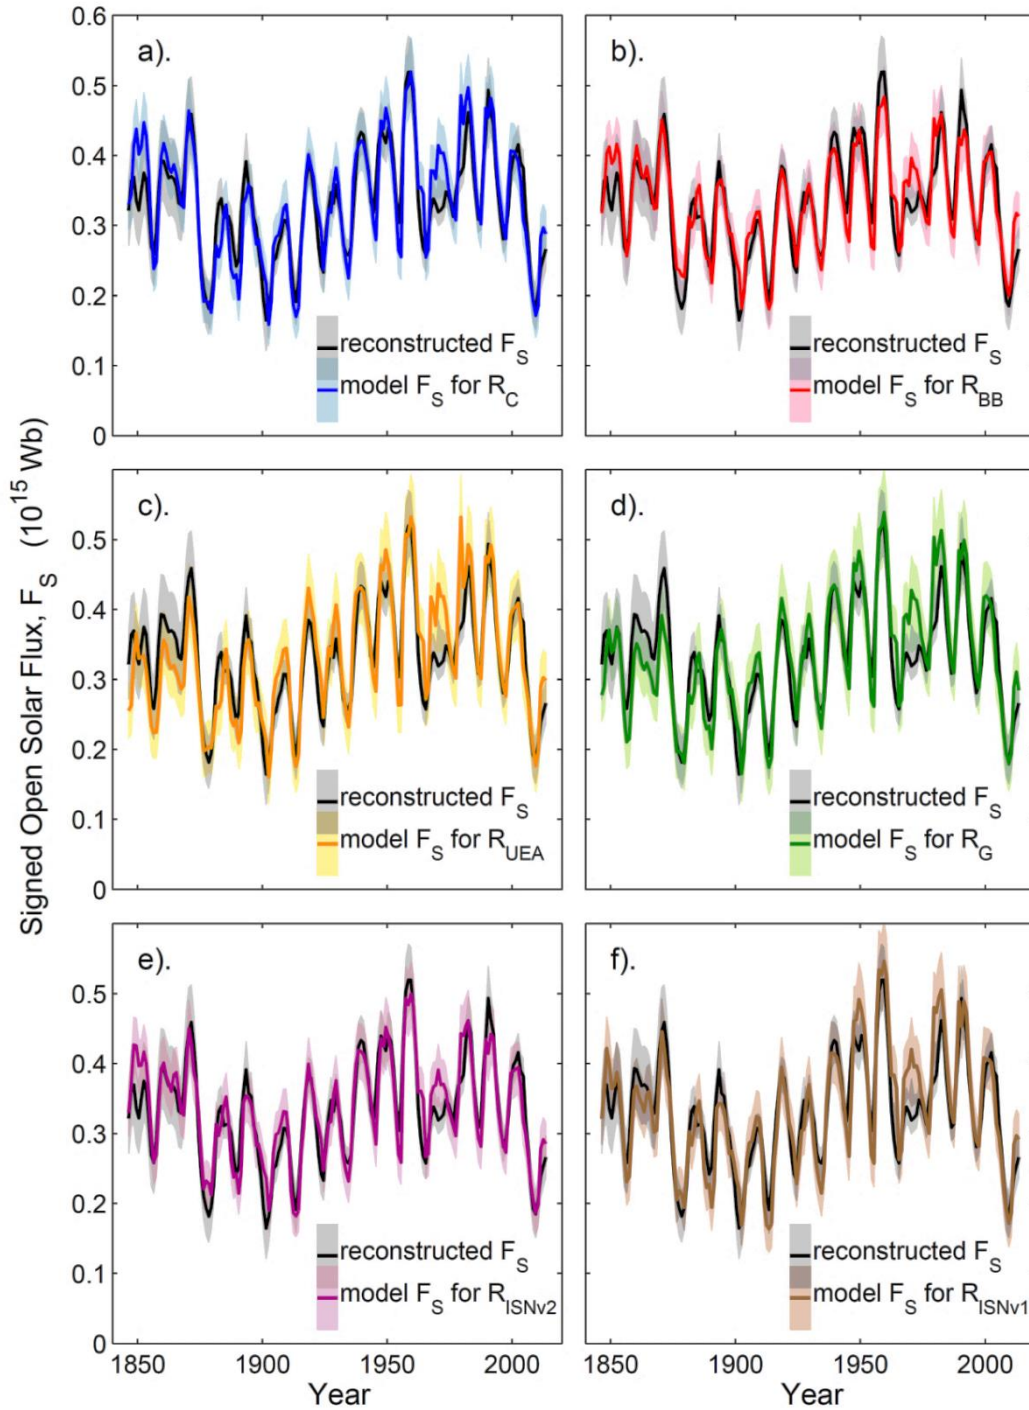 Signed Open Solar Flux, F_S (10^15 Wb)
0.6
0.5
0.4
0.3
0.2
0.1
0
a).
reconstructed F_S
model F_S for R_C
b).
reconstructed F_S
model F_S for R_BB
0.5
0.4
0.3
0.2
0.1
0
c).
reconstructed F_S
model F_S for R_UEA
d).
reconstructed F_S
model F_S for R_G
0.5
0.4
0.3
0.2
0.1
0
e).
reconstructed F_S
model F_S for R_ISNv2
f).
reconstructed F_S
model F_S for R_ISNv1
1850 1900 1950 2000
1850 1900 1950 2000
Year
Year